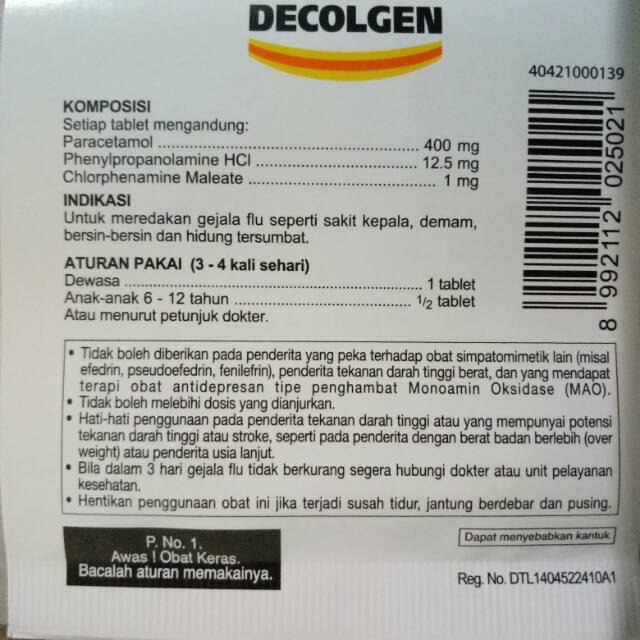 DECOLGEN
40421000139
KOMPOSISI
Setiap tablet mengandung:
Paracetamol ........................................ 400 mg
Phenylpropanolamine HCl ........................ 12.5 mg
Chlorphenamine Maleate ........................... 1 mg
INDIKASI
Untuk meredakan gejala flu seperti sakit kepala, demam,
bersin-bersin dan hidung tersumbat.
ATURAN PAKAI (3 - 4 kali sehari)
Dewasa ................................................ 1 tablet
Anak-anak 6 - 12 tahun ............................ 1/2 tablet
Atau menurut petunjuk dokter.
8 992112 025021
• Tidak boleh diberikan pada penderita yang peka terhadap obat simpatomimetik lain (misal
efedrin, pseudoefedrin, fenilefrin), penderita tekanan darah tinggi berat, dan yang mendapat
terapi obat antidepresan tipe penghambat Monoamin Oksidase (MAO).
• Tidak boleh melebihi dosis yang dianjurkan.
• Hati-hati penggunaan pada penderita tekanan darah tinggi atau yang mempunyai potensi
tekanan darah tinggi atau stroke, seperti pada penderita dengan berat badan berlebih (over
weight) atau penderita usia lanjut.
• Bila dalam 3 hari gejala flu tidak berkurang segera hubungi dokter atau unit pelayanan
kesehatan.
• Hentikan penggunaan obat ini jika terjadi susah tidur, jantung berdebar dan pusing.
P. No. 1.
Awas ! Obat Keras.
Bacalah aturan memakainya.
Dapat menyebabkan kantuk.
Reg. No. DTL1404522410A1